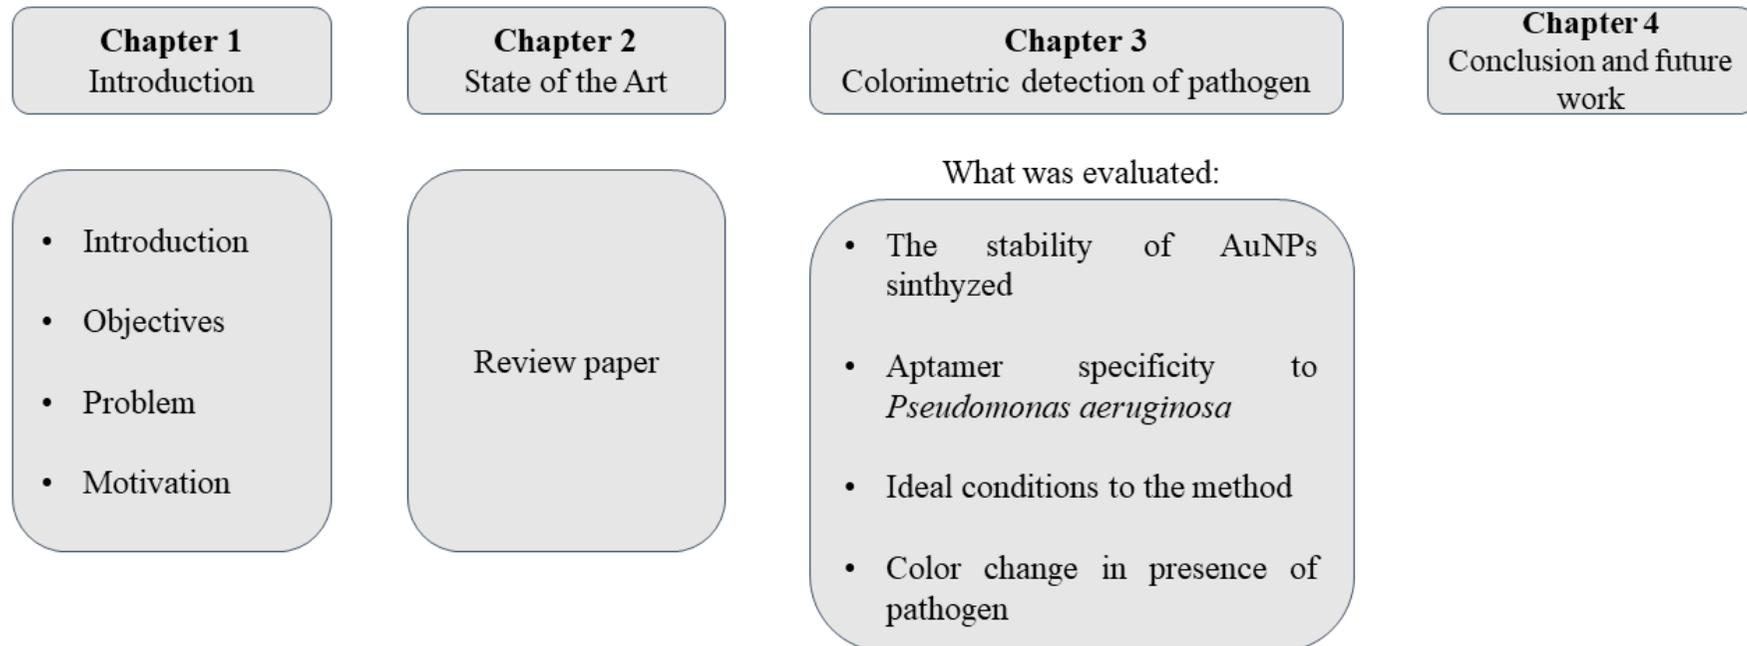 Chapter 1
Introduction
Chapter 2
State of the Art
Chapter 3
Colorimetric detection of pathogen
Chapter 4
Conclusion and future
work
• Introduction
• Objectives
• Problem
• Motivation
Review paper
What was evaluated:
• The stability of AuNPs
sinthyzed
• Aptamer specificity to
Pseudomonas aeruginosa
• Ideal conditions to the method
• Color change in presence of
pathogen